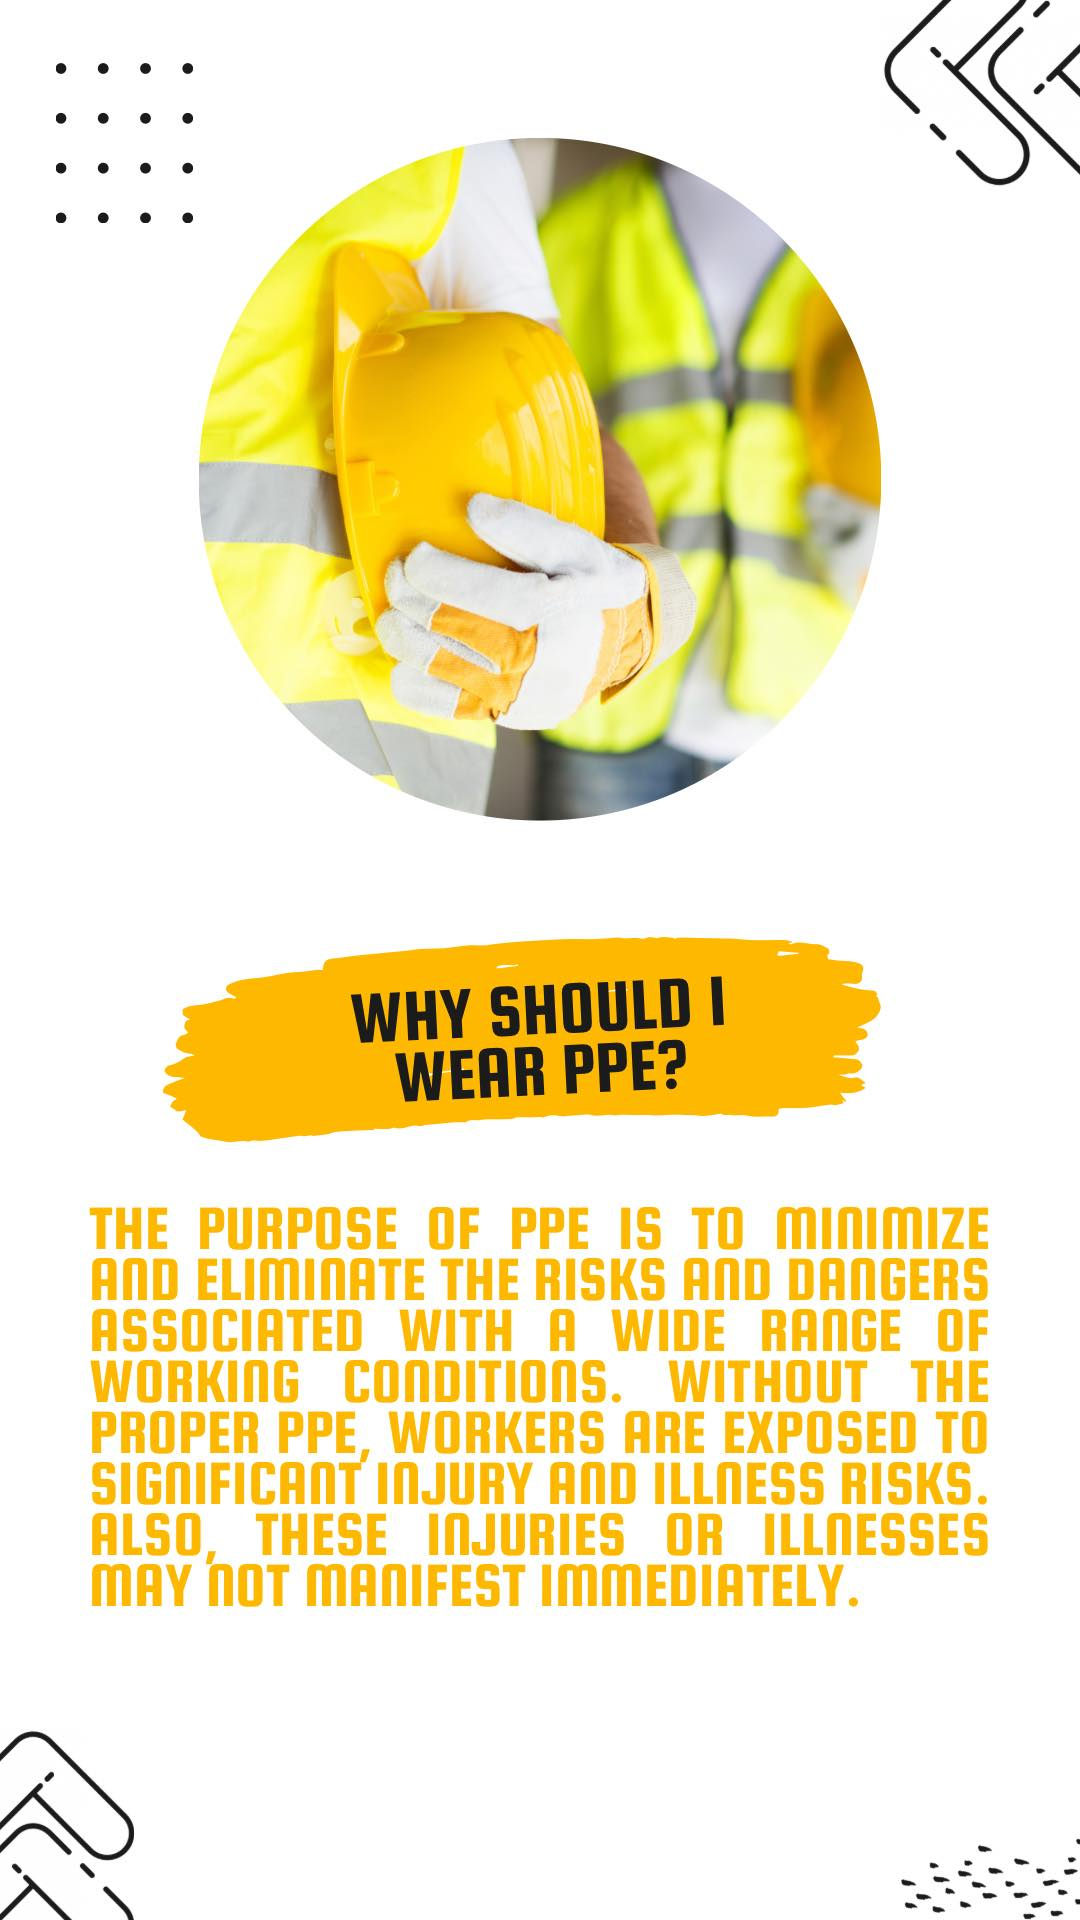 WHY SHOULD I
WEAR PPE?
THE PURPOSE OF PPE IS TO MINIMIZE
AND ELIMINATE THE RISKS AND DANGERS
ASSOCIATED WITH A WIDE RANGE OF
WORKING CONDITIONS. WITHOUT THE
PROPER PPE, WORKERS ARE EXPOSED TO
SIGNIFICANT INJURY AND ILLNESS RISKS.
ALSO, THESE INJURIES OR ILLNESSES
MAY NOT MANIFEST IMMEDIATELY.